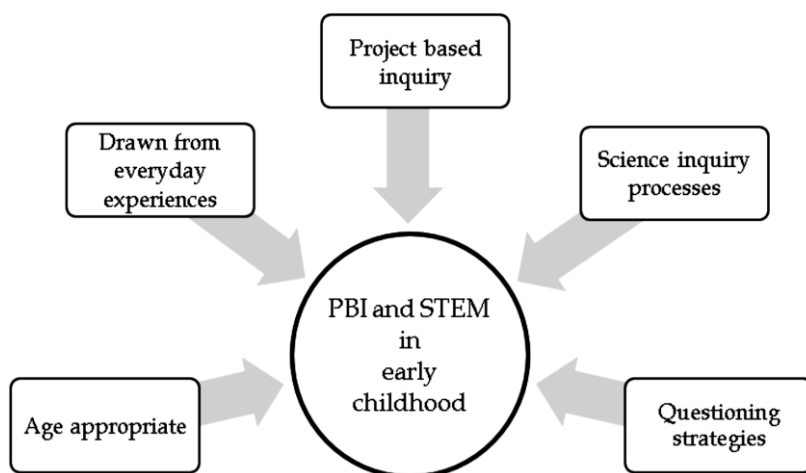 Project based
inquiry
Drawn from
everyday
experiences
Science inquiry
processes
PBI and STEM
in
early
childhood
Age appropriate
Questioning
strategies